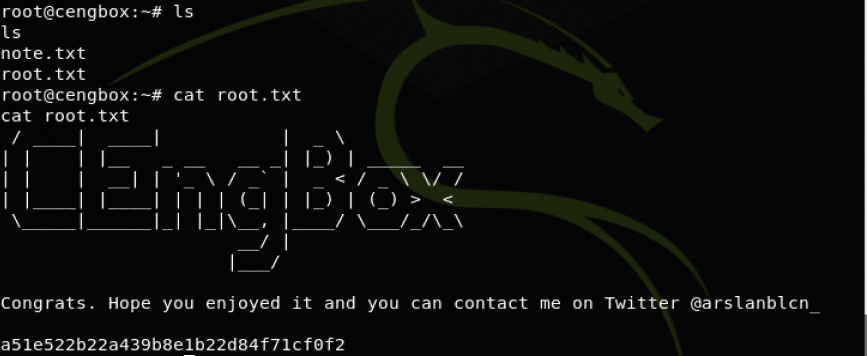 root@cengbox:~# ls
ls
note.txt
root.txt
root@cengbox:~# cat root.txt
cat root.txt
CEngBox
Congrats. Hope you enjoyed it and you can contact me on Twitter @arslanblcn_
a51e522b22a439b8e1b22d84f71cf0f2